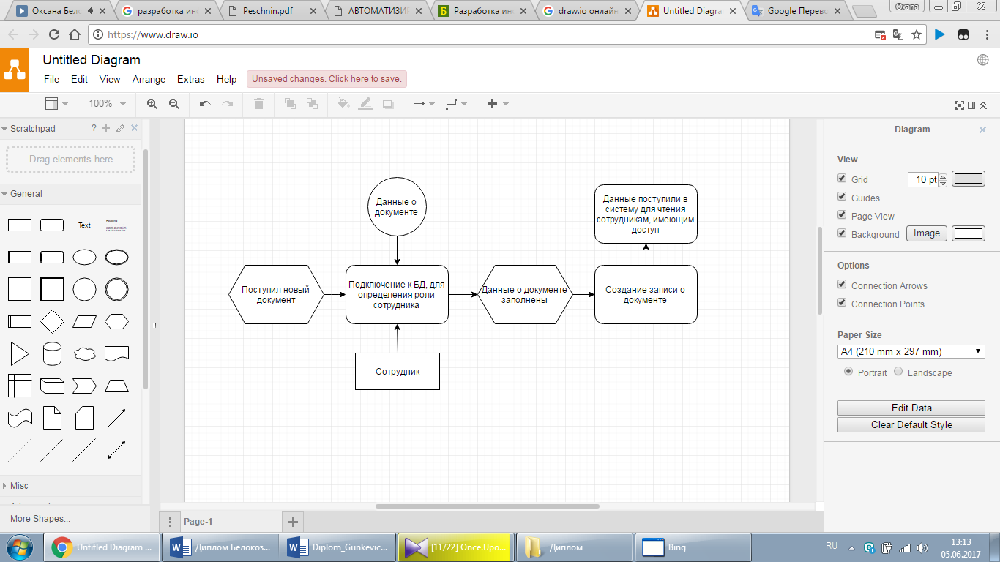 Оксана Бело
разработка инф
Peschnin.pdf
АВТОМАТИЗИ
Разработка инф
draw.io онлайн
Untitled Diagra
Google Перево
Oxana
https://www.draw.io
Untitled Diagram
File Edit View Arrange Extras Help Unsaved changes. Click here to save.
100%
Scratchpad
Drag elements here
General
Text
Heading
Misc
More Shapes...
Данные о
документе
Данные поступили в
систему для чтения
сотрудникам, имеющим
доступ
Поступил новый
документ
Подключение к БД, для
определения роли
сотрудника
Данные о документе
заполнены
Создание записи о
документе
Сотрудник
Diagram
View
Grid 10 pt
Guides
Page View
Background Image
Options
Connection Arrows
Connection Points
Paper Size
A4 (210 mm x 297 mm)
Portrait Landscape
Edit Data
Clear Default Style
Page-1
Untitled Diagram ...
Диплом Белокоз...
Diplom_Gunkevic...
[11/22] Once.Upo...
Диплом
Bing
RU
13:13
05.06.2017